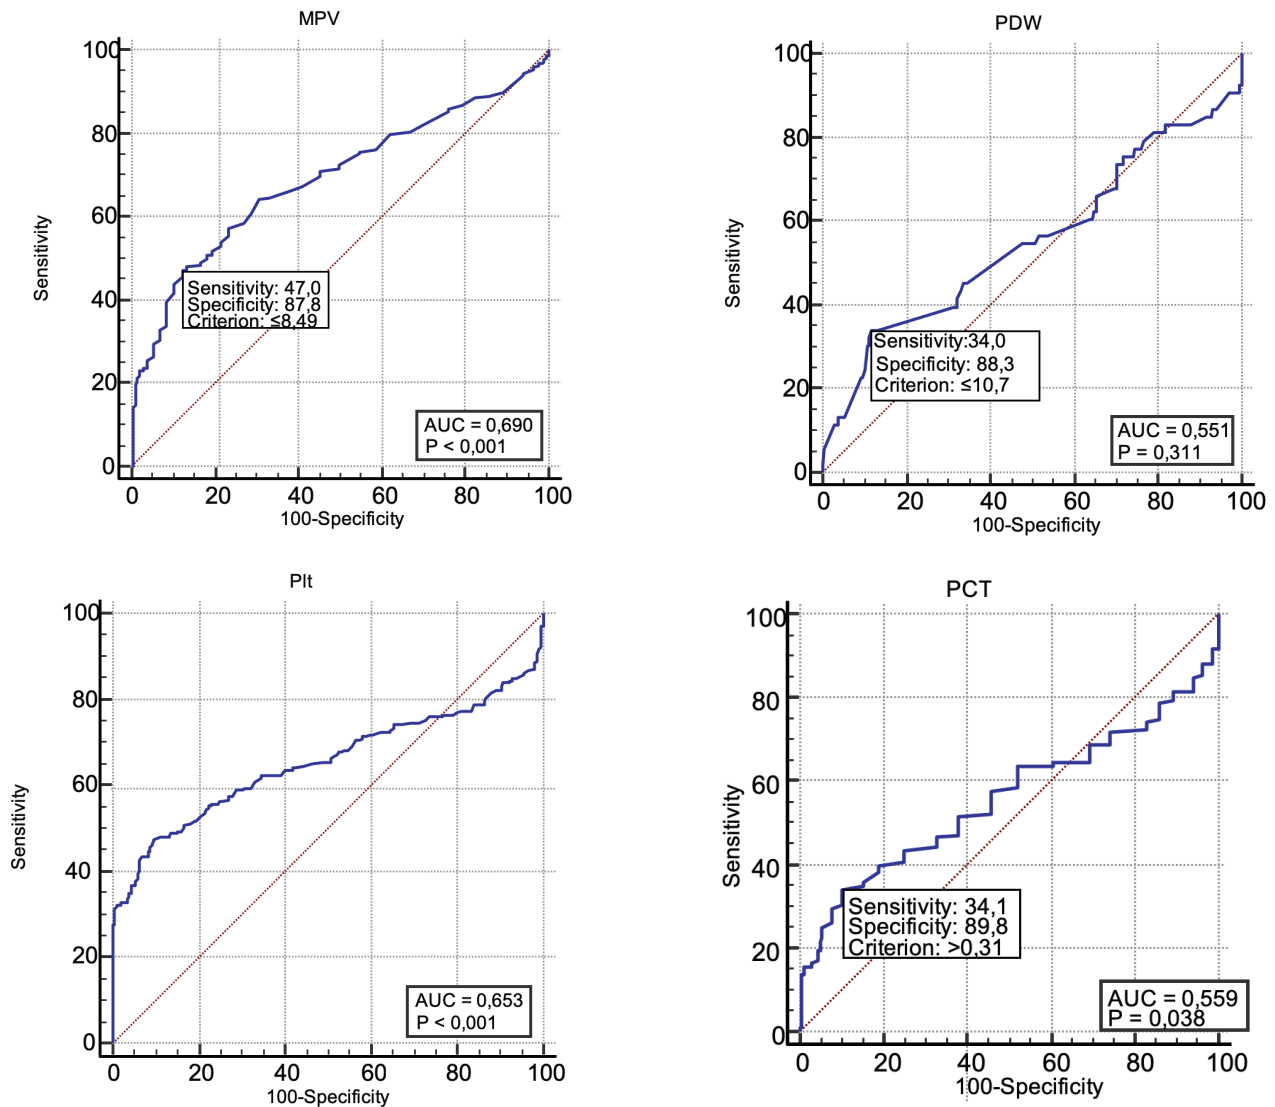 MPV
100
80
60
40
20
0
Sensitivity
Sensitivity: 47,0
Specificity: 87,8
Criterion: ≤8,49
AUC = 0,690
P < 0,001
0 20 40 60 80 100
100-Specificity
PDW
100
80
60
40
20
0
Sensitivity
Sensitivity:34,0
Specificity: 88,3
Criterion: ≤10,7
AUC = 0,551
P = 0,311
0 20 40 60 80 100
100-Specificity
Plt
100
80
60
40
20
0
Sensitivity
AUC = 0,653
P < 0,001
0 20 40 60 80 100
100-Specificity
PCT
100
80
60
40
20
0
Sensitivity
Sensitivity: 34,1
Specificity: 89,8
Criterion: >0,31
AUC = 0,559
P = 0,038
0 20 40 60 80 100
100-Specificity